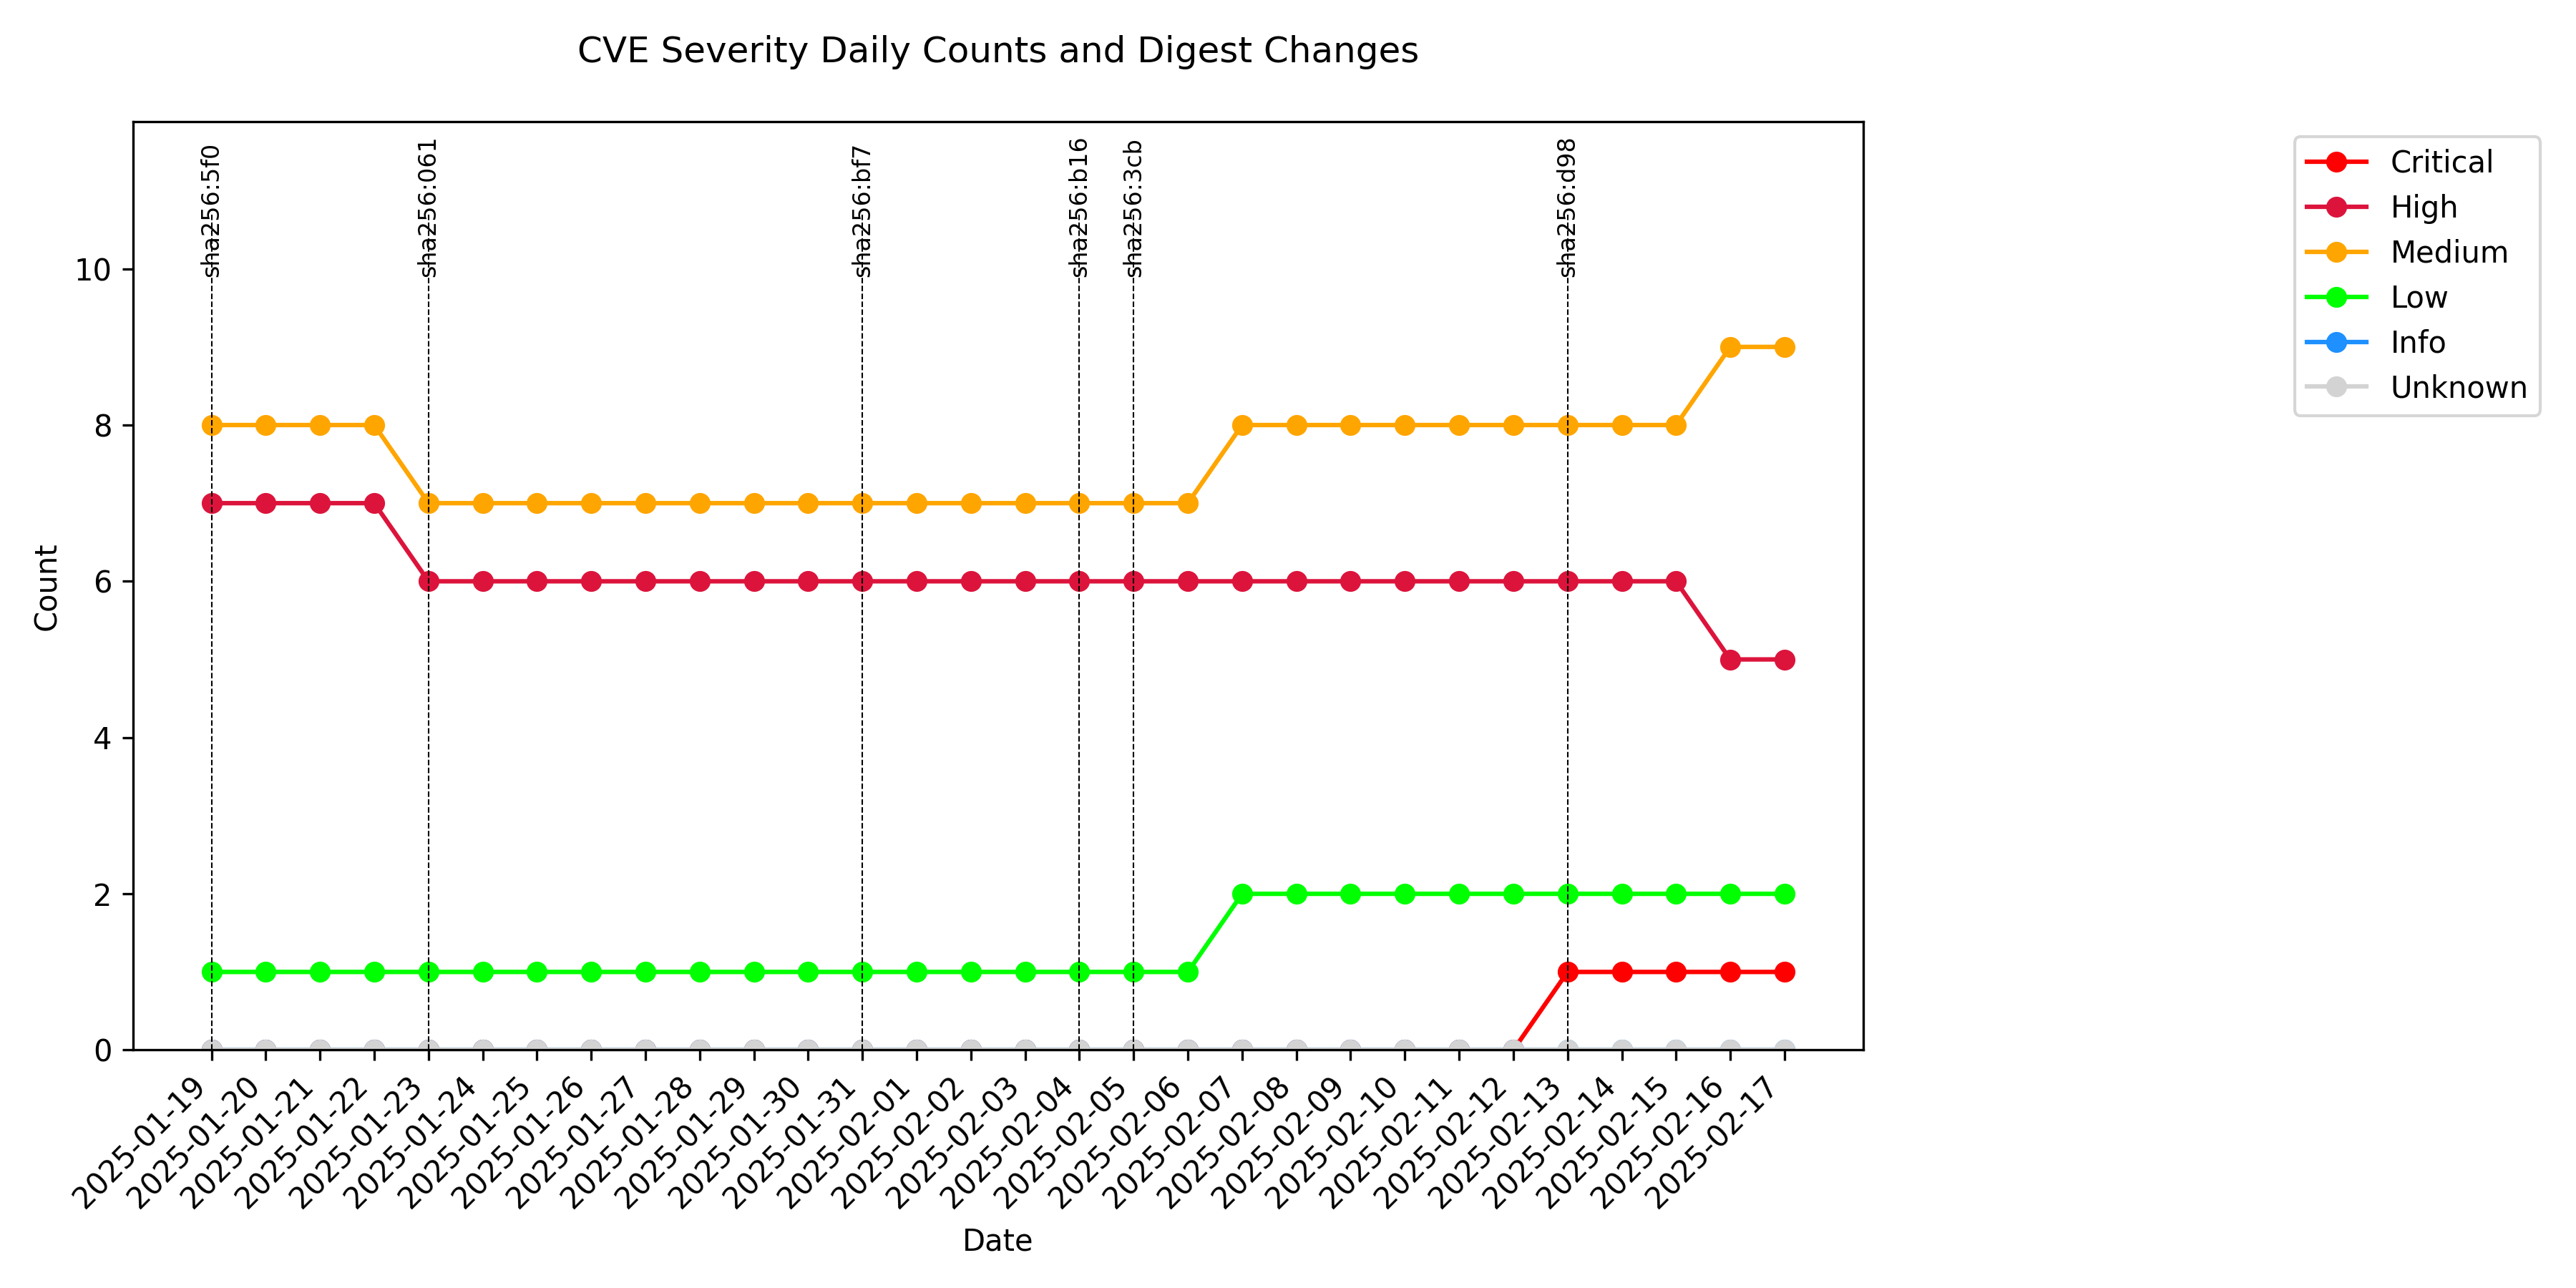 CVE Severity Daily Counts and Digest Changes
sha256:5f0
sha256:061
sha256:bf7
sha256:b16
sha256:3cb
sha256:d98
Critical
High
Medium
Low
Info
Unknown
Count
10
8
6
4
2
0
2025-01-19
2025-01-20
2025-01-21
2025-01-22
2025-01-23
2025-01-24
2025-01-25
2025-01-26
2025-01-27
2025-01-28
2025-01-29
2025-01-30
2025-01-31
2025-02-01
2025-02-02
2025-02-03
2025-02-04
2025-02-05
2025-02-06
2025-02-07
2025-02-08
2025-02-09
2025-02-10
2025-02-11
2025-02-12
2025-02-13
2025-02-14
2025-02-15
2025-02-16
2025-02-17
Date